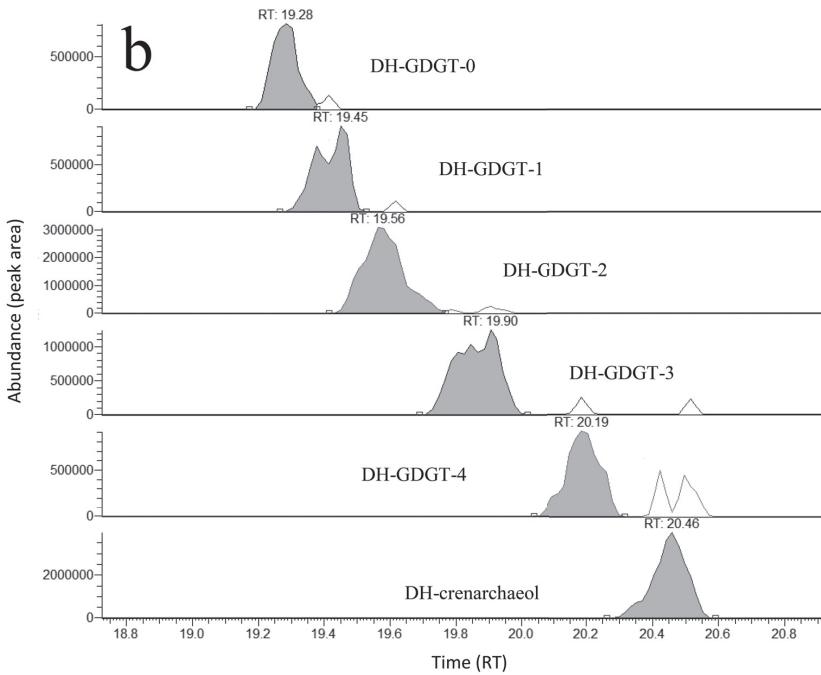 b
RT: 19.28
500000
0
DH-GDGT-0
RT: 19.45
500000
0
DH-GDGT-1
RT: 19.56
3000000
2000000
1000000
0
DH-GDGT-2
RT: 19.90
1000000
500000
0
DH-GDGT-3
RT: 20.19
500000
0
DH-GDGT-4
RT: 20.46
2000000
0
DH-crenarchaeol
18.8 19.0 19.2 19.4 19.6 19.8 20.0 20.2 20.4 20.6 20.8
Time (RT)
Abundance (peak area)